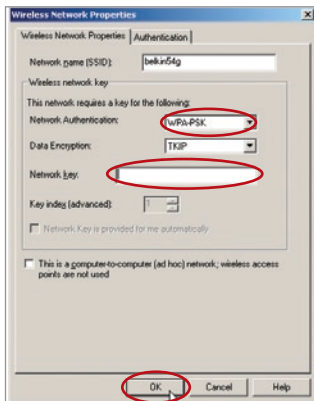 Wireless Network Properties
Wireless Network Properties Authentication
Network name (SSID): belkin54g
Wireless network key
This network requires a key for the following:
Network Authentication: WPA-PSK
Data Encryption: TKIP
Network key:
Key index (advanced): 1
Network Key is provided for me automatically
This is a computer-to-computer (ad hoc) network; wireless access
points are not used
OK Cancel Help